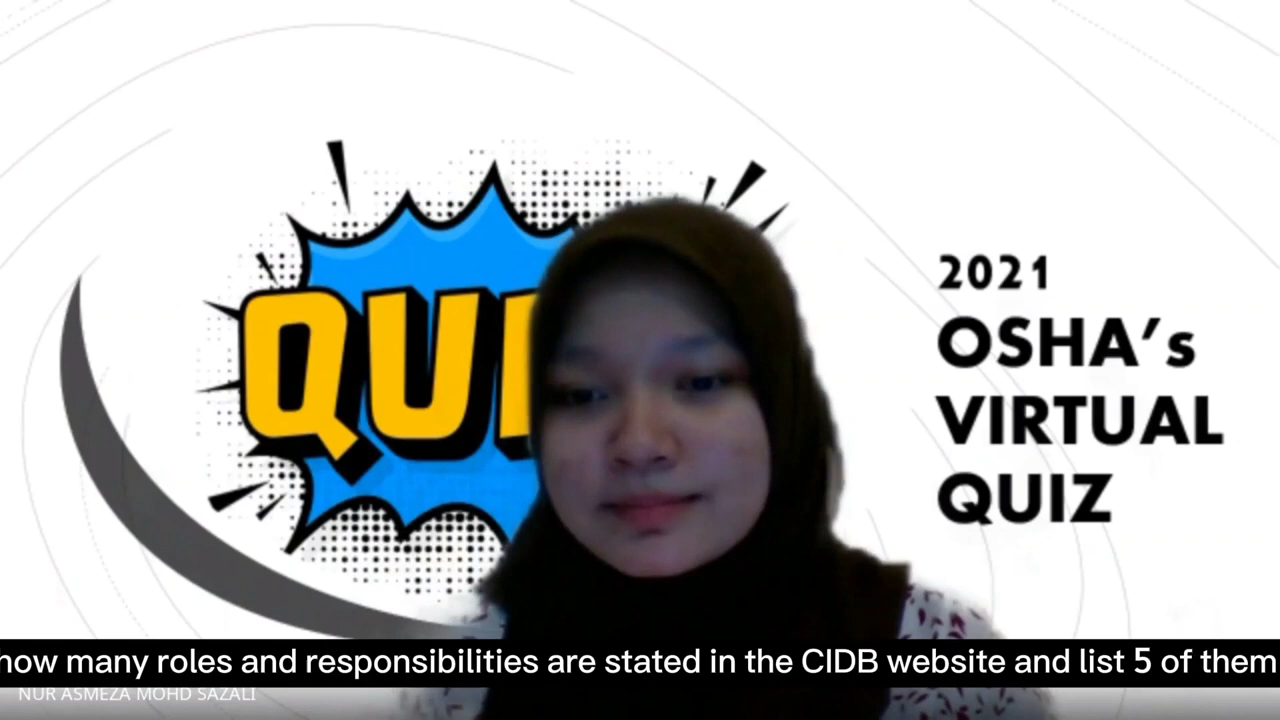 QUI
2021
OSHA's
VIRTUAL
QUIZ
how many roles and responsibilities are stated in the CIDB website and list 5 of them
NUR ASMEZA MOHD SAZALI